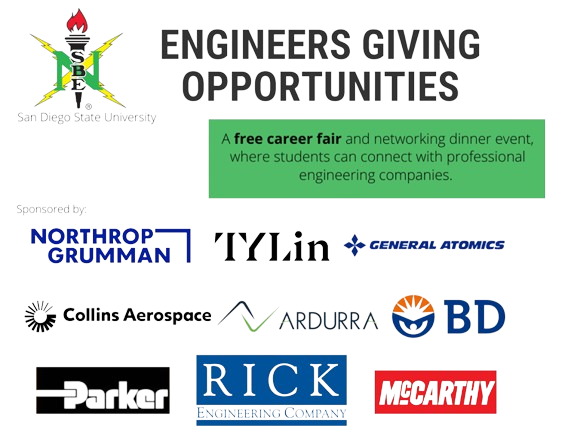 ENGINEERS GIVING
OPPORTUNITIES
NSBE
®
San Diego State University
A free career fair and networking dinner event,
where students can connect with professional
engineering companies.
Sponsored by:
NORTHROP
GRUMMAN
TYLin
GENERAL ATOMICS
Collins Aerospace
ARDURRA
BD
Parker
RICK
ENGINEERING COMPANY
McCARTHY